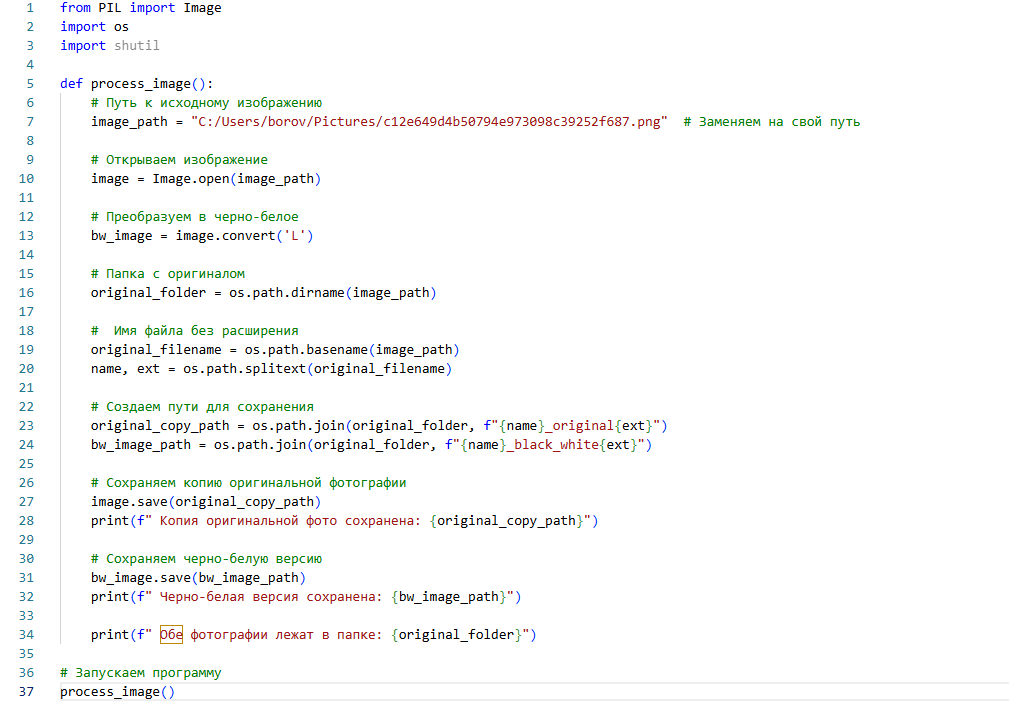 1 from PIL import Image
2 import os
3 import shutil
4
5 def process_image():
6     # Путь к исходному изображению
7     image_path = "C:/Users/borov/Pictures/c12e649d4b50794e973098c39252f687.png"  # Заменяем на свой путь
8
9     # Открываем изображение
10     image = Image.open(image_path)
11
12     # Преобразуем в черно-белое
13     bw_image = image.convert('L')
14
15     # Папка с оригиналом
16     original_folder = os.path.dirname(image_path)
17
18     #  Имя файла без расширения
19     original_filename = os.path.basename(image_path)
20     name, ext = os.path.splitext(original_filename)
21
22     # Создаем пути для сохранения
23     original_copy_path = os.path.join(original_folder, f"{name}_original{ext}")
24     bw_image_path = os.path.join(original_folder, f"{name}_black_white{ext}")
25
26     # Сохраняем копию оригинальной фотографии
27     image.save(original_copy_path)
28     print(f" Копия оригинальной фото сохранена: {original_copy_path}")
29
30     # Сохраняем черно-белую версию
31     bw_image.save(bw_image_path)
32     print(f" Черно-белая версия сохранена: {bw_image_path}")
33
34     print(f" Обе фотографии лежат в папке: {original_folder}")
35
36 # Запускаем программу
37 process_image()